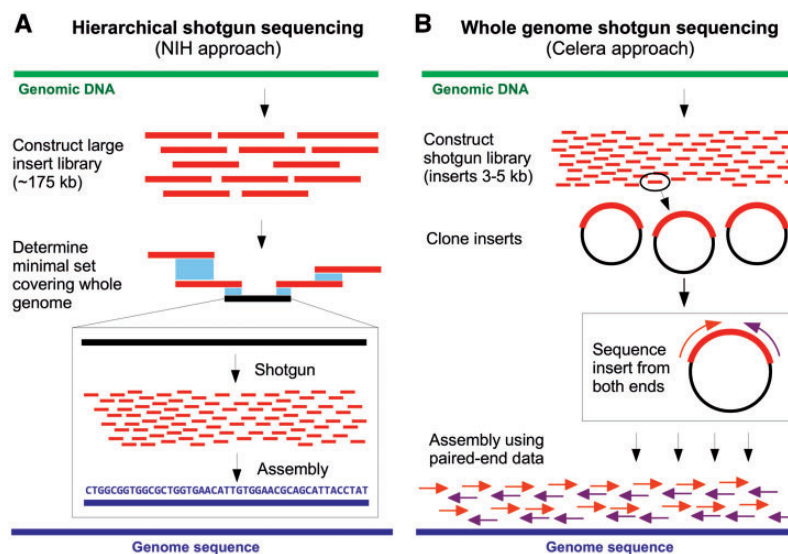 A
Hierarchical shotgun sequencing
(NIH approach)
Genomic DNA
Construct large
insert library
(~175 kb)
Determine
minimal set
covering whole
genome
Shotgun
Assembly
CTGGCGGTGGCGCTGGTGAACATTGTGGAACGCAGCATTACCTAT
Genome sequence
B
Whole genome shotgun sequencing
(Celera approach)
Genomic DNA
Construct
shotgun library
(inserts 3-5 kb)
Clone inserts
Sequence
insert from
both ends
Assembly using
paired-end data
Genome sequence